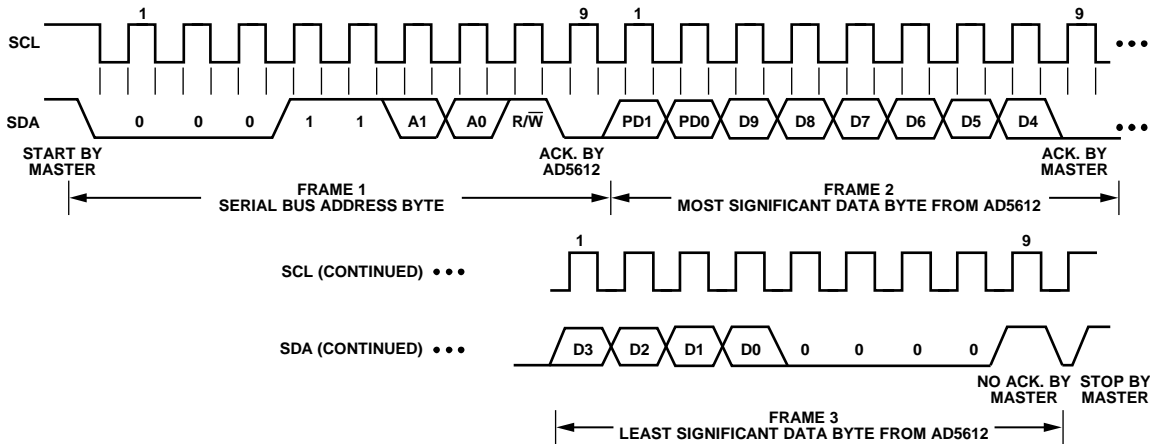 1 9 1 9
SCL
SDA 0 0 0 1 1 A1 A0 R/W̅ PD1 PD0 D9 D8 D7 D6 D5 D4
START BY
MASTER
ACK. BY
AD5612
ACK. BY
MASTER
FRAME 1
SERIAL BUS ADDRESS BYTE
FRAME 2
MOST SIGNIFICANT DATA BYTE FROM AD5612
1 9
SCL (CONTINUED)
SDA (CONTINUED) D3 D2 D1 D0 0 0 0 0
NO ACK. BY
MASTER
STOP BY
MASTER
FRAME 3
LEAST SIGNIFICANT DATA BYTE FROM AD5612